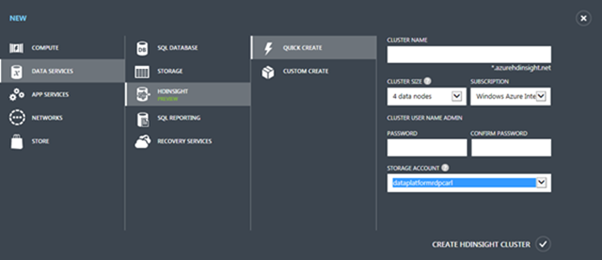 NEW
COMPUTE
DATA SERVICES
APP SERVICES
NETWORKS
STORE
SQL DATABASE
STORAGE
HDINSIGHT
PREVIEW
SQL REPORTING
RECOVERY SERVICES
QUICK CREATE
CUSTOM CREATE
CLUSTER NAME
*.azurehdinsight.net
CLUSTER SIZE ? SUBSCRIPTION
4 data nodes Windows Azure Inte
CLUSTER USER NAME ADMIN
PASSWORD CONFIRM PASSWORD
STORAGE ACCOUNT ?
dataplatformrdpcarl
CREATE HDINSIGHT CLUSTER